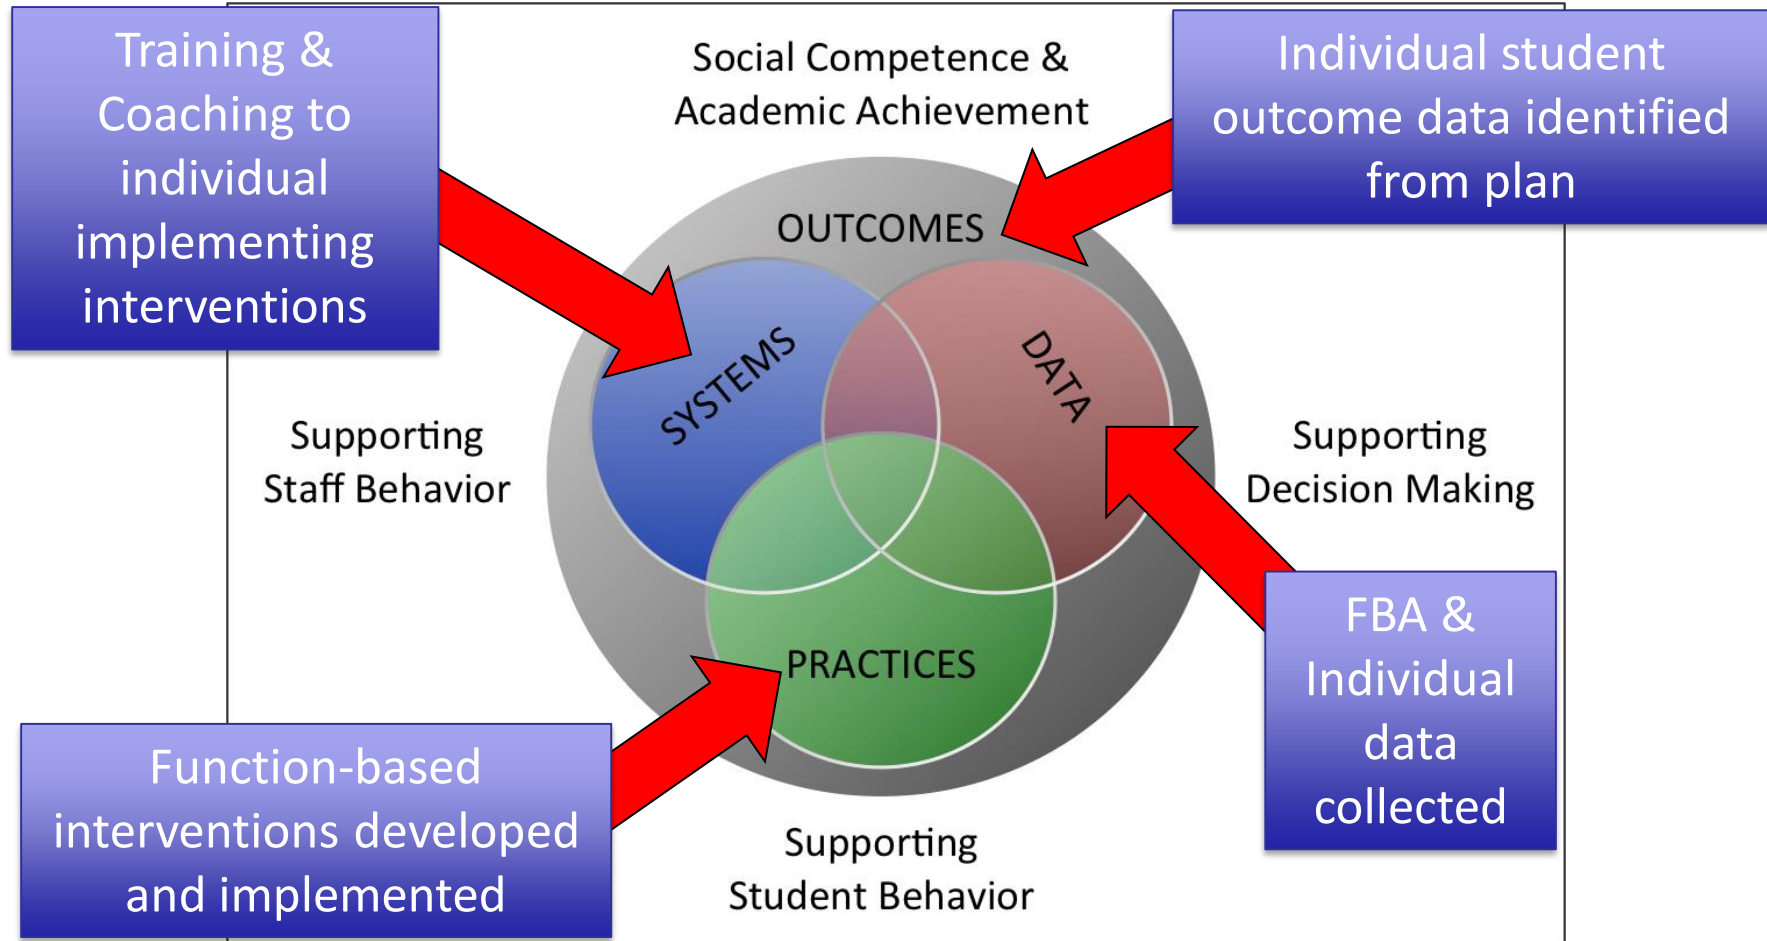 Training &
Coaching to
individual
implementing
interventions
Social Competence &
Academic Achievement
Individual student
outcome data identified
from plan
OUTCOMES
SYSTEMS
DATA
Supporting
Staff Behavior
Supporting
Decision Making
PRACTICES
FBA &
Individual
data
collected
Function-based
interventions developed
and implemented
Supporting
Student Behavior